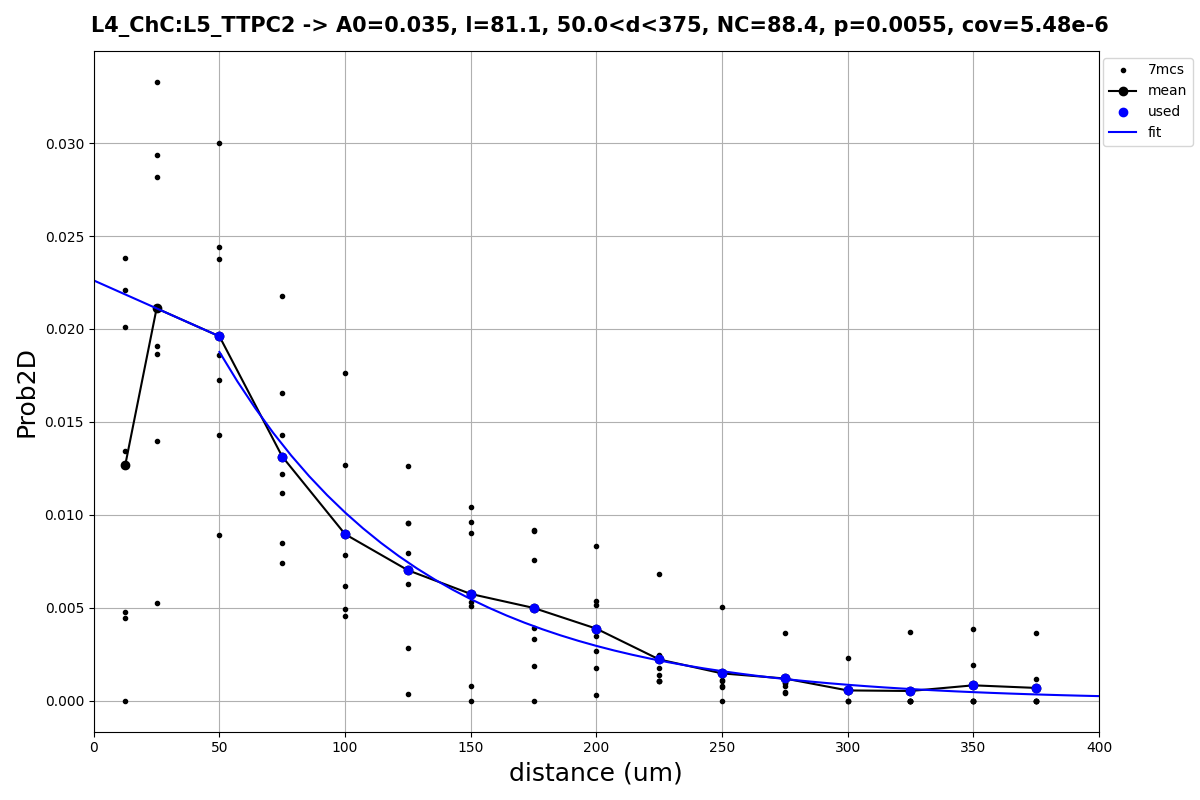 L4_ChC:L5_TTPC2 -> A0=0.035, l=81.1, 50.0<d<375, NC=88.4, p=0.0055, cov=5.48e-6
7mcs
mean
used
fit
0.030
0.025
0.020
0.015
0.010
0.005
0.000
Prob2D
0 50 100 150 200 250 300 350 400
distance (um)